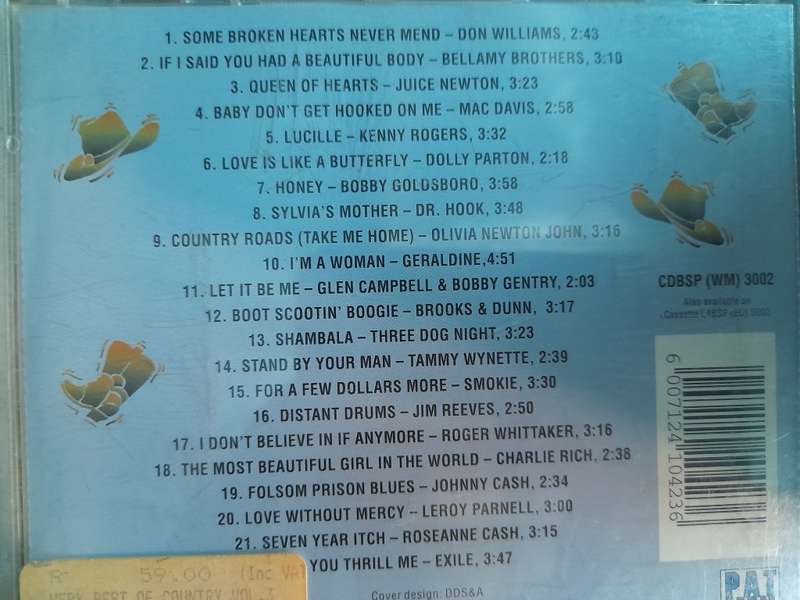 1. SOME BROKEN HEARTS NEVER MEND – DON WILLIAMS, 2:43
2. IF I SAID YOU HAD A BEAUTIFUL BODY – BELLAMY BROTHERS, 3:10
3. QUEEN OF HEARTS – JUICE NEWTON, 3:23
4. BABY DON'T GET HOOKED ON ME – MAC DAVIS, 2:58
5. LUCILLE – KENNY ROGERS, 3:32
6. LOVE IS LIKE A BUTTERFLY – DOLLY PARTON, 2:18
7. HONEY – BOBBY GOLDSBORO, 3:58
8. SYLVIA'S MOTHER – DR. HOOK, 3:48
9. COUNTRY ROADS (TAKE ME HOME) – OLIVIA NEWTON JOHN, 3:16
10. I'M A WOMAN – GERALDINE,4:51
11. LET IT BE ME – GLEN CAMPBELL & BOBBY GENTRY, 2:03
12. BOOT SCOOTIN' BOOGIE – BROOKS & DUNN, 3:17
13. SHAMBALA – THREE DOG NIGHT, 3:23
14. STAND BY YOUR MAN – TAMMY WYNETTE, 2:39
15. FOR A FEW DOLLARS MORE – SMOKIE, 3:30
16. DISTANT DRUMS – JIM REEVES, 2:50
17. I DON'T BELIEVE IN IF ANYMORE – ROGER WHITTAKER, 3:16
18. THE MOST BEAUTIFUL GIRL IN THE WORLD – CHARLIE RICH, 2:38
19. FOLSOM PRISON BLUES – JOHNNY CASH, 2:34
20. LOVE WITHOUT MERCY – LEROY PARNELL, 3:00
21. SEVEN YEAR ITCH – ROSEANNE CASH, 3:15
YOU THRILL ME – EXILE, 3:47
CDBSP (WM) 3002
Also available on
Cassette
6 007124 104236
R 59.00 (Inc VA
VERY BEST OF COUNTRY VOL.3
Cover design: DDS&A
P.A.T